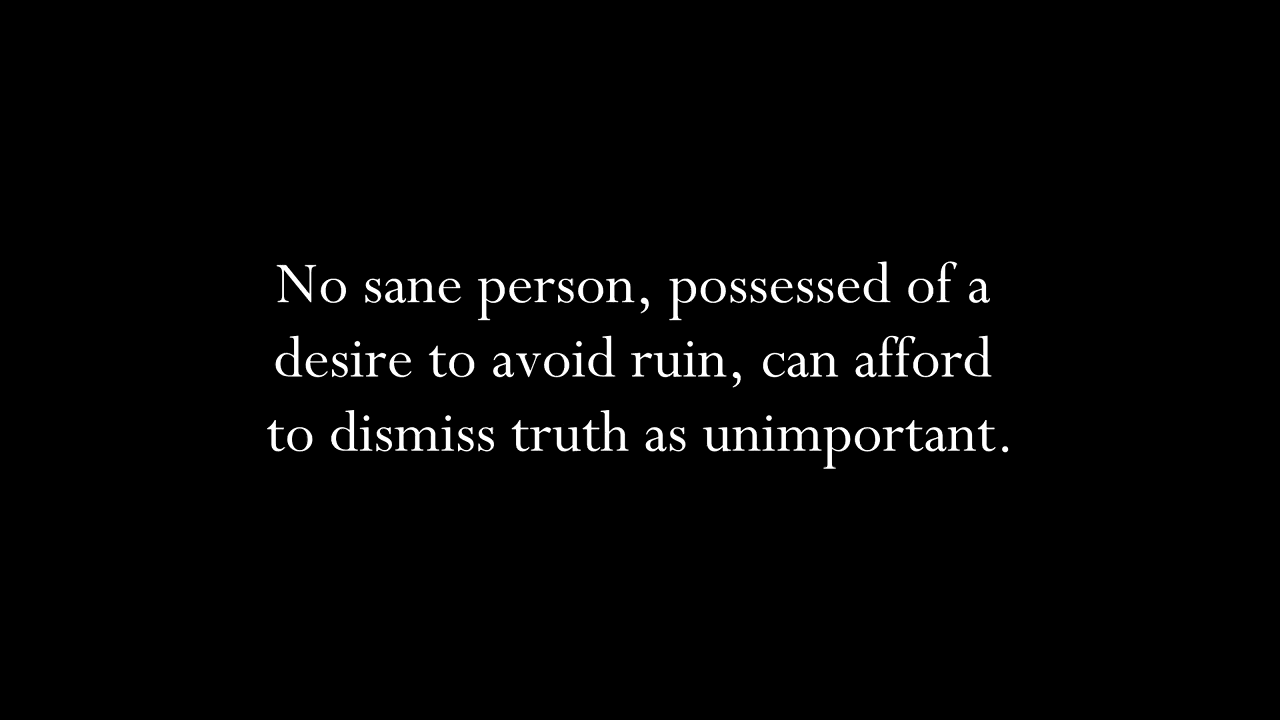 No sane person, possessed of a
desire to avoid ruin, can afford
to dismiss truth as unimportant.